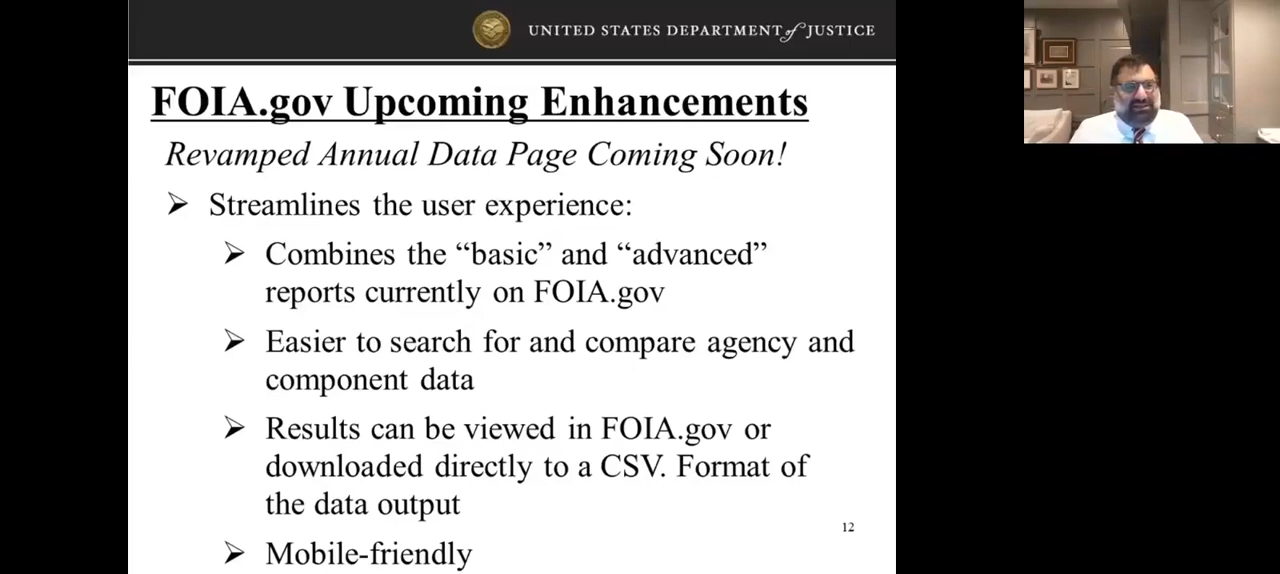 UNITED STATES DEPARTMENT of JUSTICE
FOIA.gov Upcoming Enhancements
Revamped Annual Data Page Coming Soon!
Streamlines the user experience:
Combines the “basic” and “advanced”
reports currently on FOIA.gov
Easier to search for and compare agency and
component data
Results can be viewed in FOIA.gov or
downloaded directly to a CSV. Format of
the data output
12
Mobile-friendly